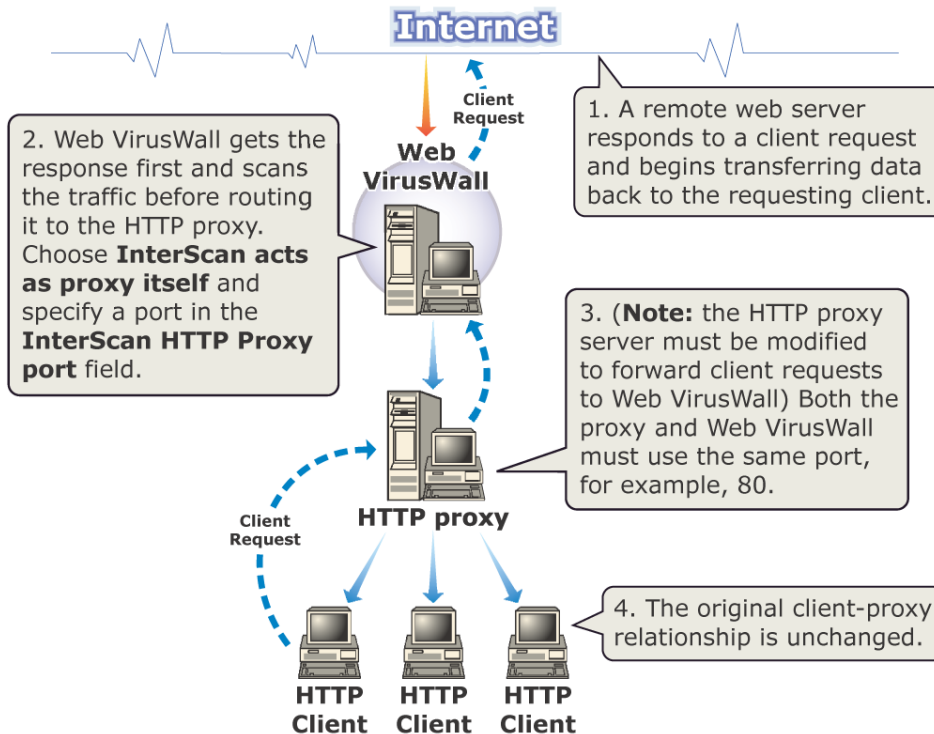 Internet
Client
Request
1. A remote web server
responds to a client request
and begins transferring data
back to the requesting client.
2. Web VirusWall gets the
response first and scans
the traffic before routing
it to the HTTP proxy.
Choose InterScan acts
as proxy itself and
specify a port in the
InterScan HTTP Proxy
port field.
Web
VirusWall
3. (Note: the HTTP proxy
server must be modified
to forward client requests
to Web VirusWall) Both the
proxy and Web VirusWall
must use the same port,
for example, 80.
HTTP proxy
Client
Request
4. The original client-proxy
relationship is unchanged.
HTTP
Client
HTTP
Client
HTTP
Client